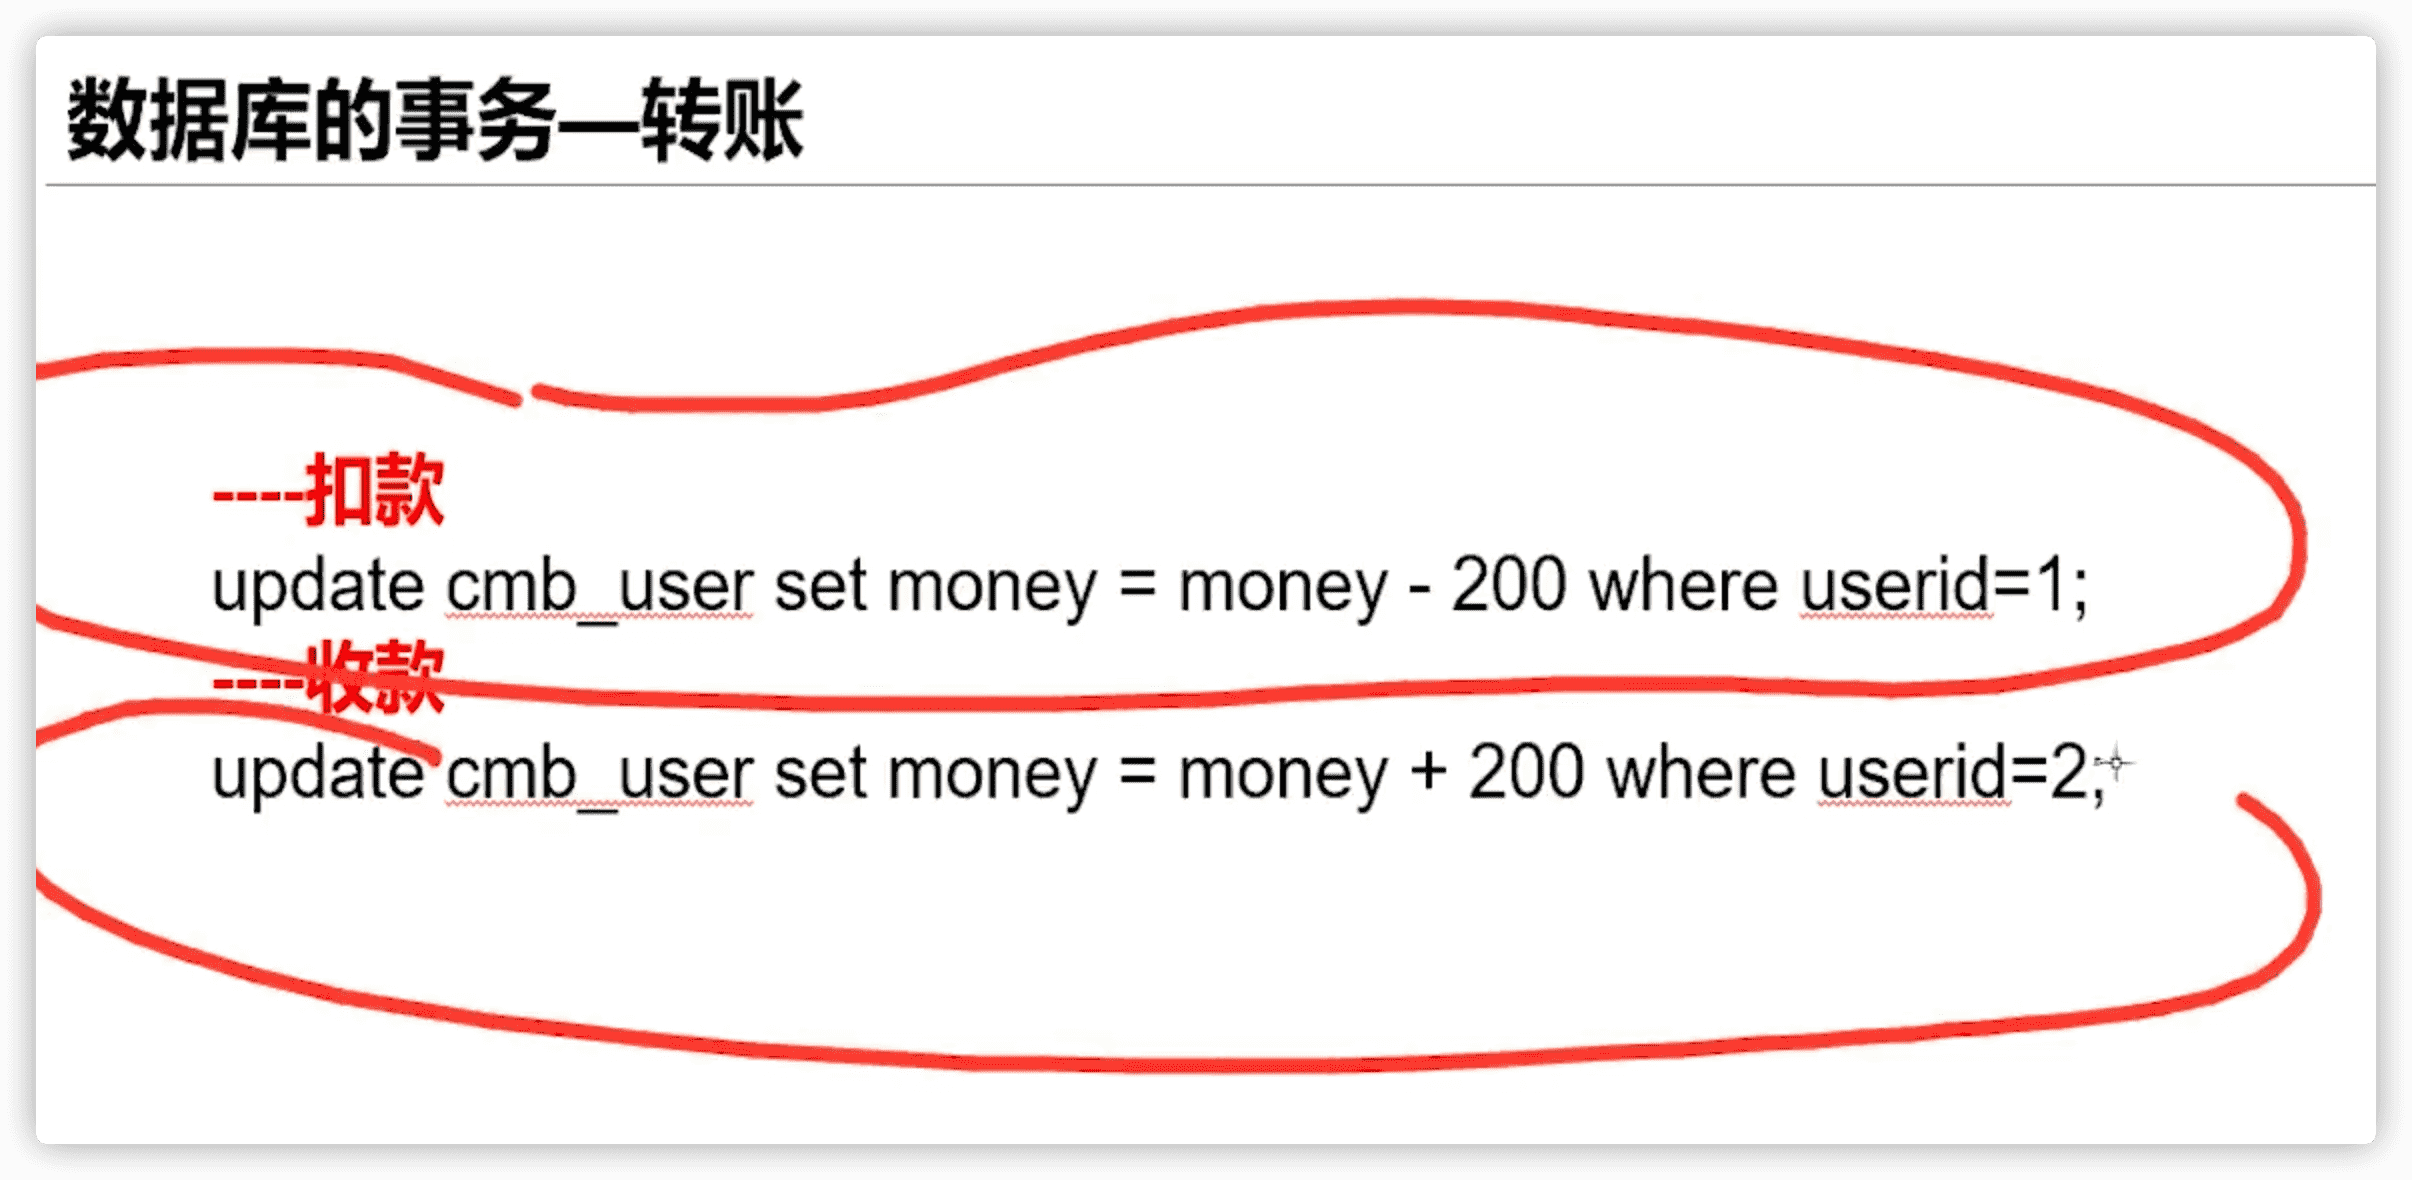 数据库的事务—转账
----扣款
update cmb_user set money = money - 200 where userid=1;
----收款
update cmb_user set money = money + 200 where userid=2;